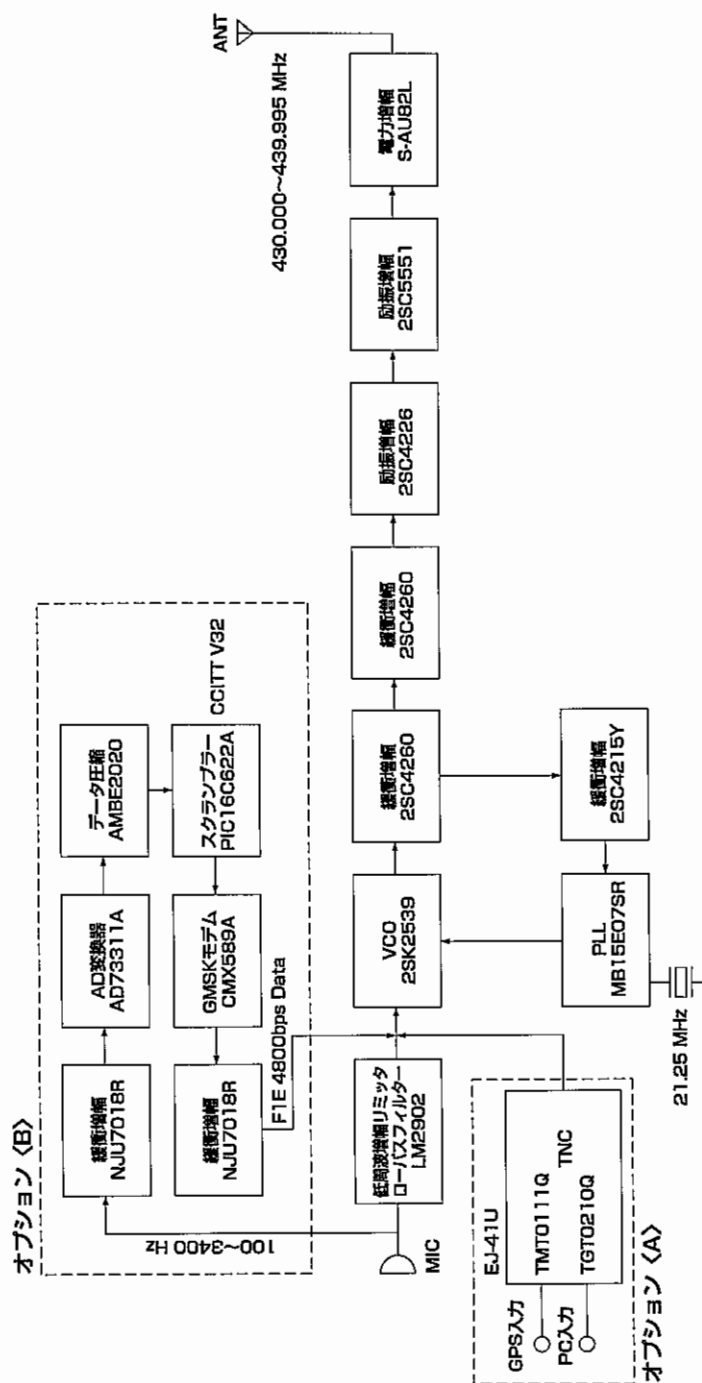 オプション〈B〉
緩衝増幅
NJU7018R
AD変換器
AD73311A
データ圧縮
AMBE2020
スクランブラー
PIC16C622A
CCITT V32
GMSKモデム
CMX589A
緩衝増幅
NJU7018R
F1E 4800bps Data
100~3400 Hz
MIC
低周波増幅リミッタ
ローパスフィルター
LM2902
VCO
2SK2539
緩衝増幅
2SC4260
緩衝増幅
2SC4260
励振増幅
2SC4226
励振増幅
2SC5551
電力増幅
S-AU82L
ANT
430.000~439.995 MHz
緩衝増幅
2SC4215Y
PLL
MB15E07SR
21.25 MHz
EJ-41U
TMT0111Q
TNC
TGT0210Q
GPS入力
PC入力
オプション〈A〉